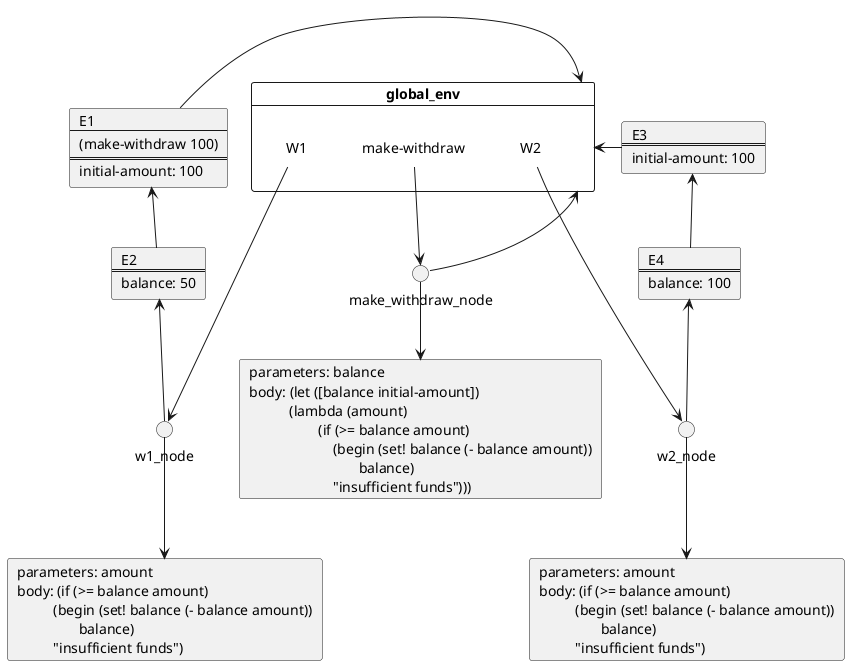 global_env
W1
make-withdraw
W2
E1
(make-withdraw 100)
initial-amount: 100
E3
initial-amount: 100
E2
balance: 50
E4
balance: 100
make_withdraw_node
parameters: balance
body: (let ([balance initial-amount])
(lambda (amount)
(if (>= balance amount)
(begin (set! balance (- balance amount))
balance)
"insufficient funds")))
w1_node
w2_node
parameters: amount
body: (if (>= balance amount)
(begin (set! balance (- balance amount))
balance)
"insufficient funds")
parameters: amount
body: (if (>= balance amount)
(begin (set! balance (- balance amount))
balance)
"insufficient funds")